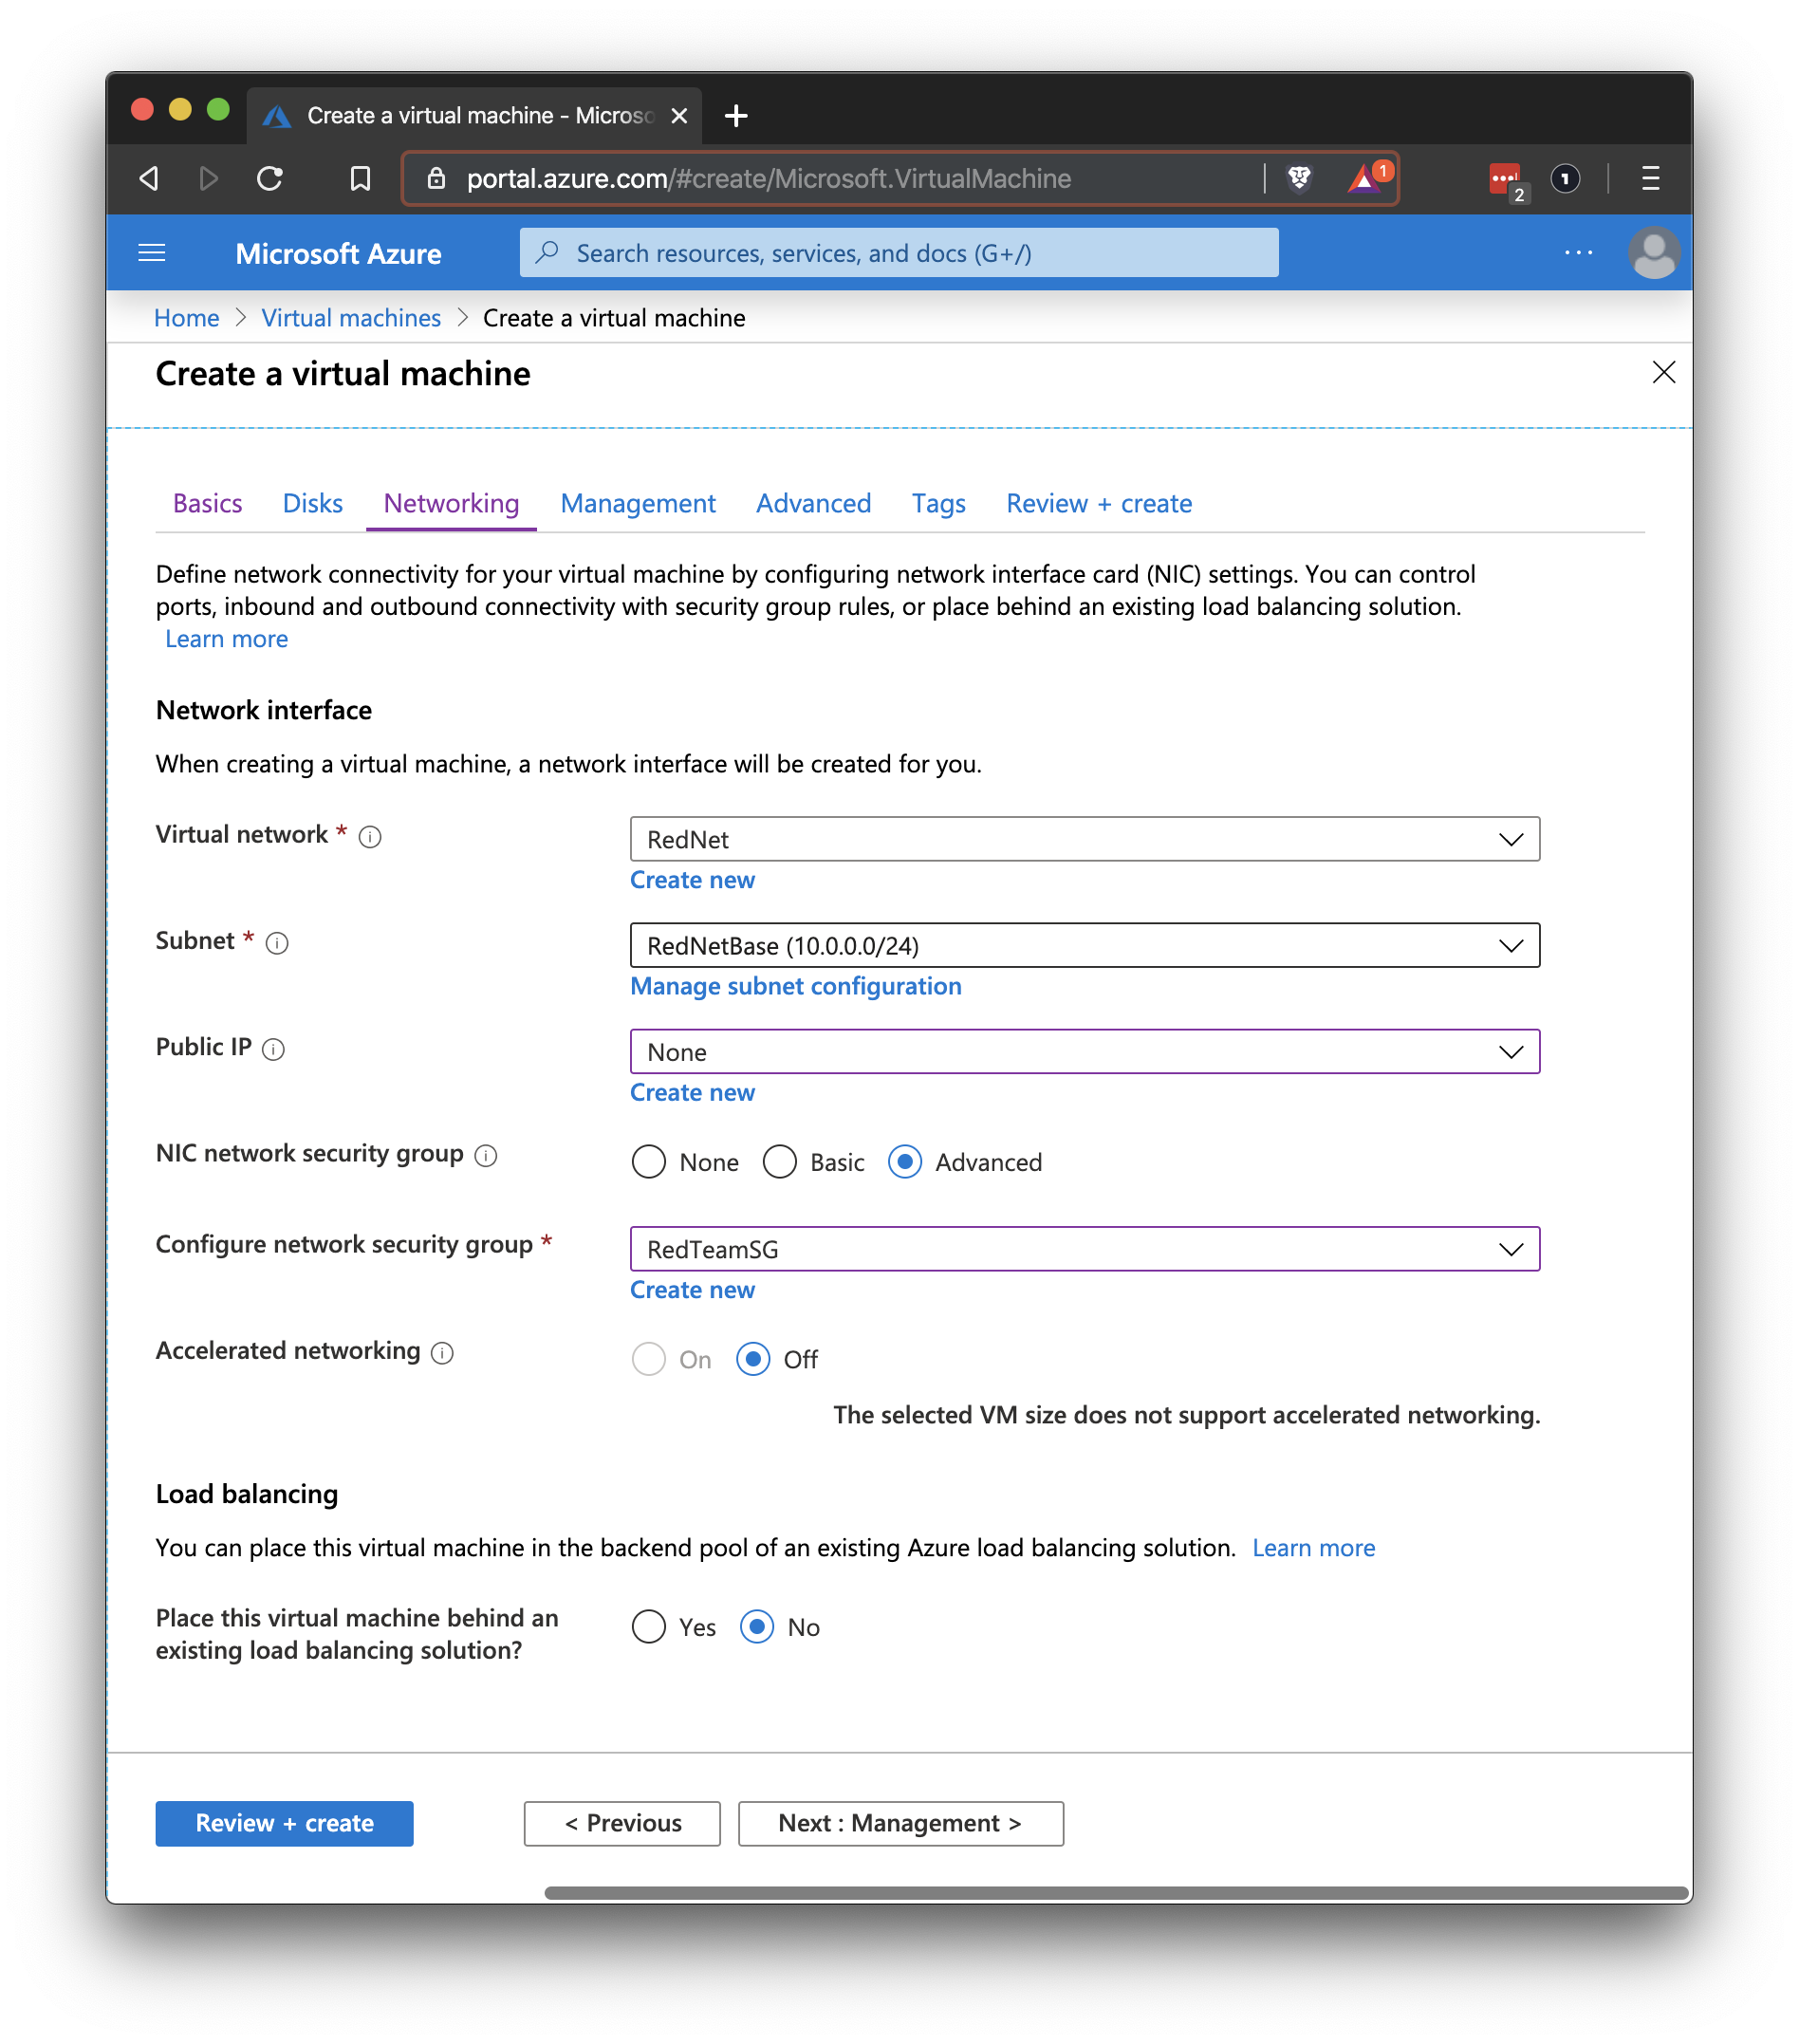 Create a virtual machine - Microso
portal.azure.com/#create/Microsoft.VirtualMachine
1
2
1
Microsoft Azure
Search resources, services, and docs (G+/)
Home > Virtual machines > Create a virtual machine
Create a virtual machine
Basics Disks Networking Management Advanced Tags Review + create
Define network connectivity for your virtual machine by configuring network interface card (NIC) settings. You can control
ports, inbound and outbound connectivity with security group rules, or place behind an existing load balancing solution.
Learn more
Network interface
When creating a virtual machine, a network interface will be created for you.
Virtual network *
RedNet
Create new
Subnet *
RedNetBase (10.0.0.0/24)
Manage subnet configuration
Public IP
None
Create new
NIC network security group
None Basic Advanced
Configure network security group *
RedTeamSG
Create new
Accelerated networking
On Off
The selected VM size does not support accelerated networking.
Load balancing
You can place this virtual machine in the backend pool of an existing Azure load balancing solution. Learn more
Place this virtual machine behind an
existing load balancing solution?
Yes No
Review + create
< Previous
Next : Management >